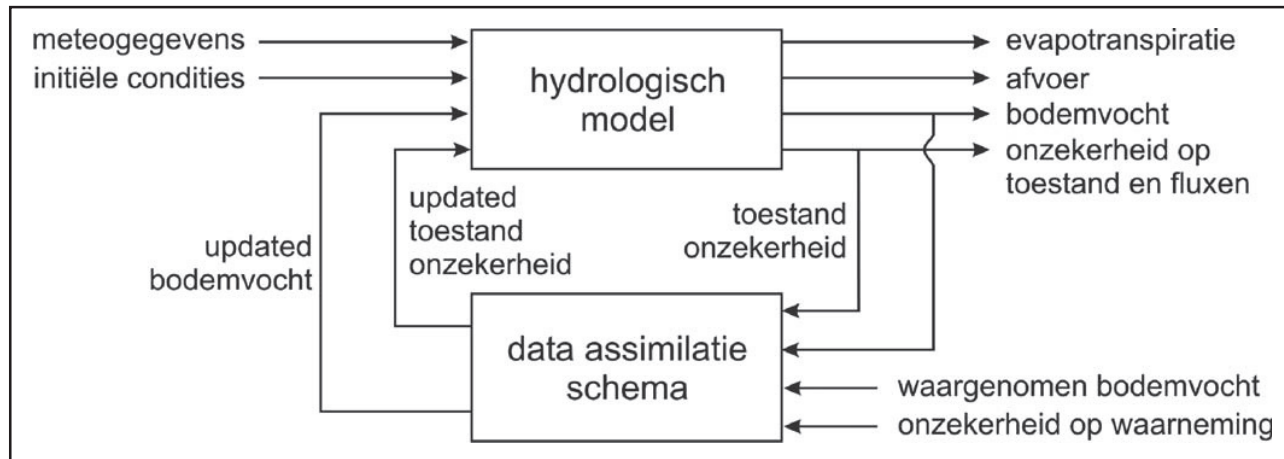 meteogegevens
initiële condities
hydrologisch
model
evapotranspiratie
afvoer
bodemvocht
onzekerheid op
toestand en fluxen
updated
toestand
onzekerheid
toestand
onzekerheid
updated
bodemvocht
data assimilatie
schema
waargenomen bodemvocht
onzekerheid op waarneming